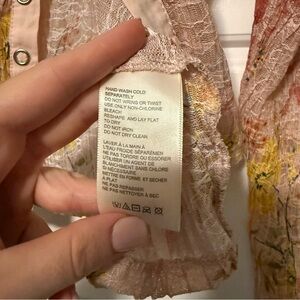 HAND WASH COLD
SEPARATELY
DO NOT WRING OR TWIST
USE ONLY NON-CHLORINE
BLEACH
RESHAPE AND LAY FLAT
TO DRY
DO NOT IRON
DO NOT DRY CLEAN
LAVER À LA MAIN À
L'EAU FROIDE SÉPARÉMEN
NE PAS TORDRE OU ESSORER
UTILISER UN AGENT DE
BLANCHIMENT SANS CHLORE
SI NÉCESSAIRE
METTRE EN FORME ET SÉCHER
À PLAT
NE PAS REPASSER
NE PAS NETTOYER À SEC